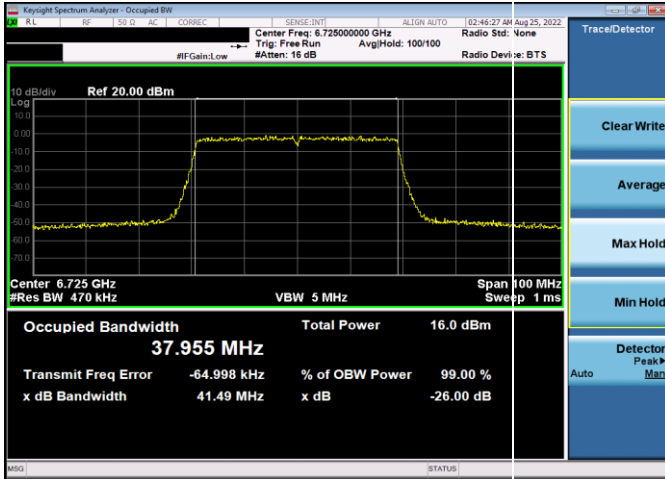 Keysight Spectrum Analyzer - Occupied BW
RL RF 50 Ω AC CORREC SENSE:INT ALIGN AUTO 02:46:27 AM Aug 25, 2022
Center Freq: 6.725000000 GHz Radio Std: None
Trig: Free Run Avg|Hold: 100/100
#IFGain:Low #Atten: 16 dB Radio Device: BTS
10 dB/div Ref 20.00 dBm
Log
10.0
0.00
-10.0
-20.0
-30.0
-40.0
-50.0
-60.0
-70.0
Center 6.725 GHz Span 100 MHz
#Res BW 470 kHz VBW 5 MHz Sweep 1 ms
Occupied Bandwidth Total Power 16.0 dBm
37.955 MHz
Transmit Freq Error -64.998 kHz % of OBW Power 99.00 %
x dB Bandwidth 41.49 MHz x dB -26.00 dB
MSG STATUS
Trace/Detector
Clear Write
Average
Max Hold
Min Hold
Detector
Peak▶
Auto Man